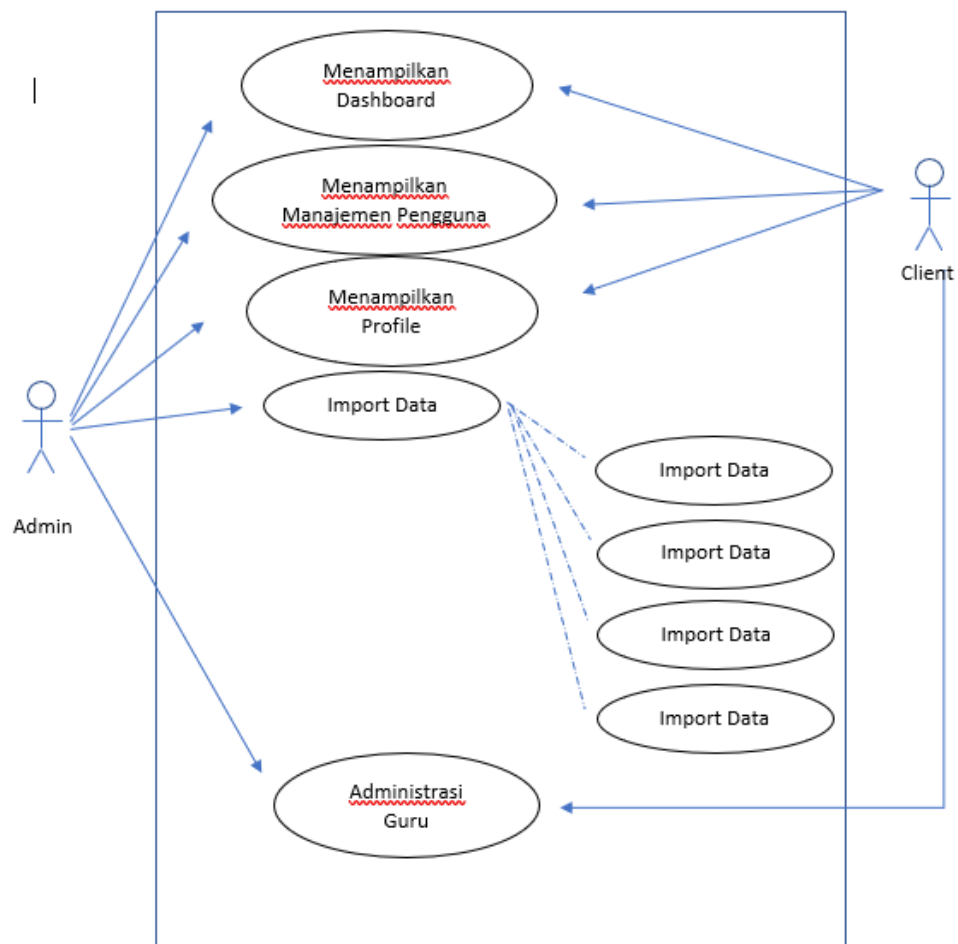 Menampilkan
Dashboard
Menampilkan
Manajemen Pengguna
Client
Menampilkan
Profile
Import Data
Import Data
Admin
Import Data
Import Data
Import Data
Administrasi
Guru